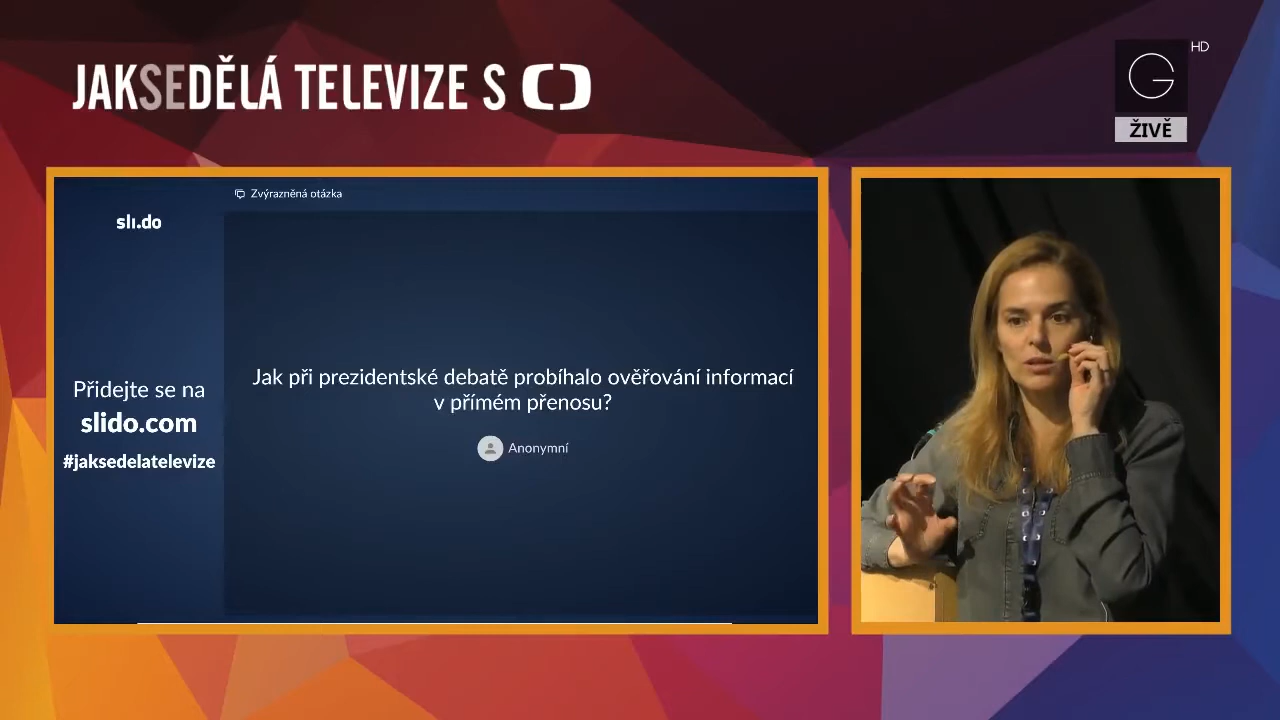 JAKSEDĚLÁ TELEVIZE S
G
HD
ŽIVĚ
Zvýrazněná otázka
sli.do
Přidejte se na
slido.com
#jaksedelatelevize
Jak při prezidentské debatě probíhalo ověřování informací
v přímém přenosu?
Anonymní